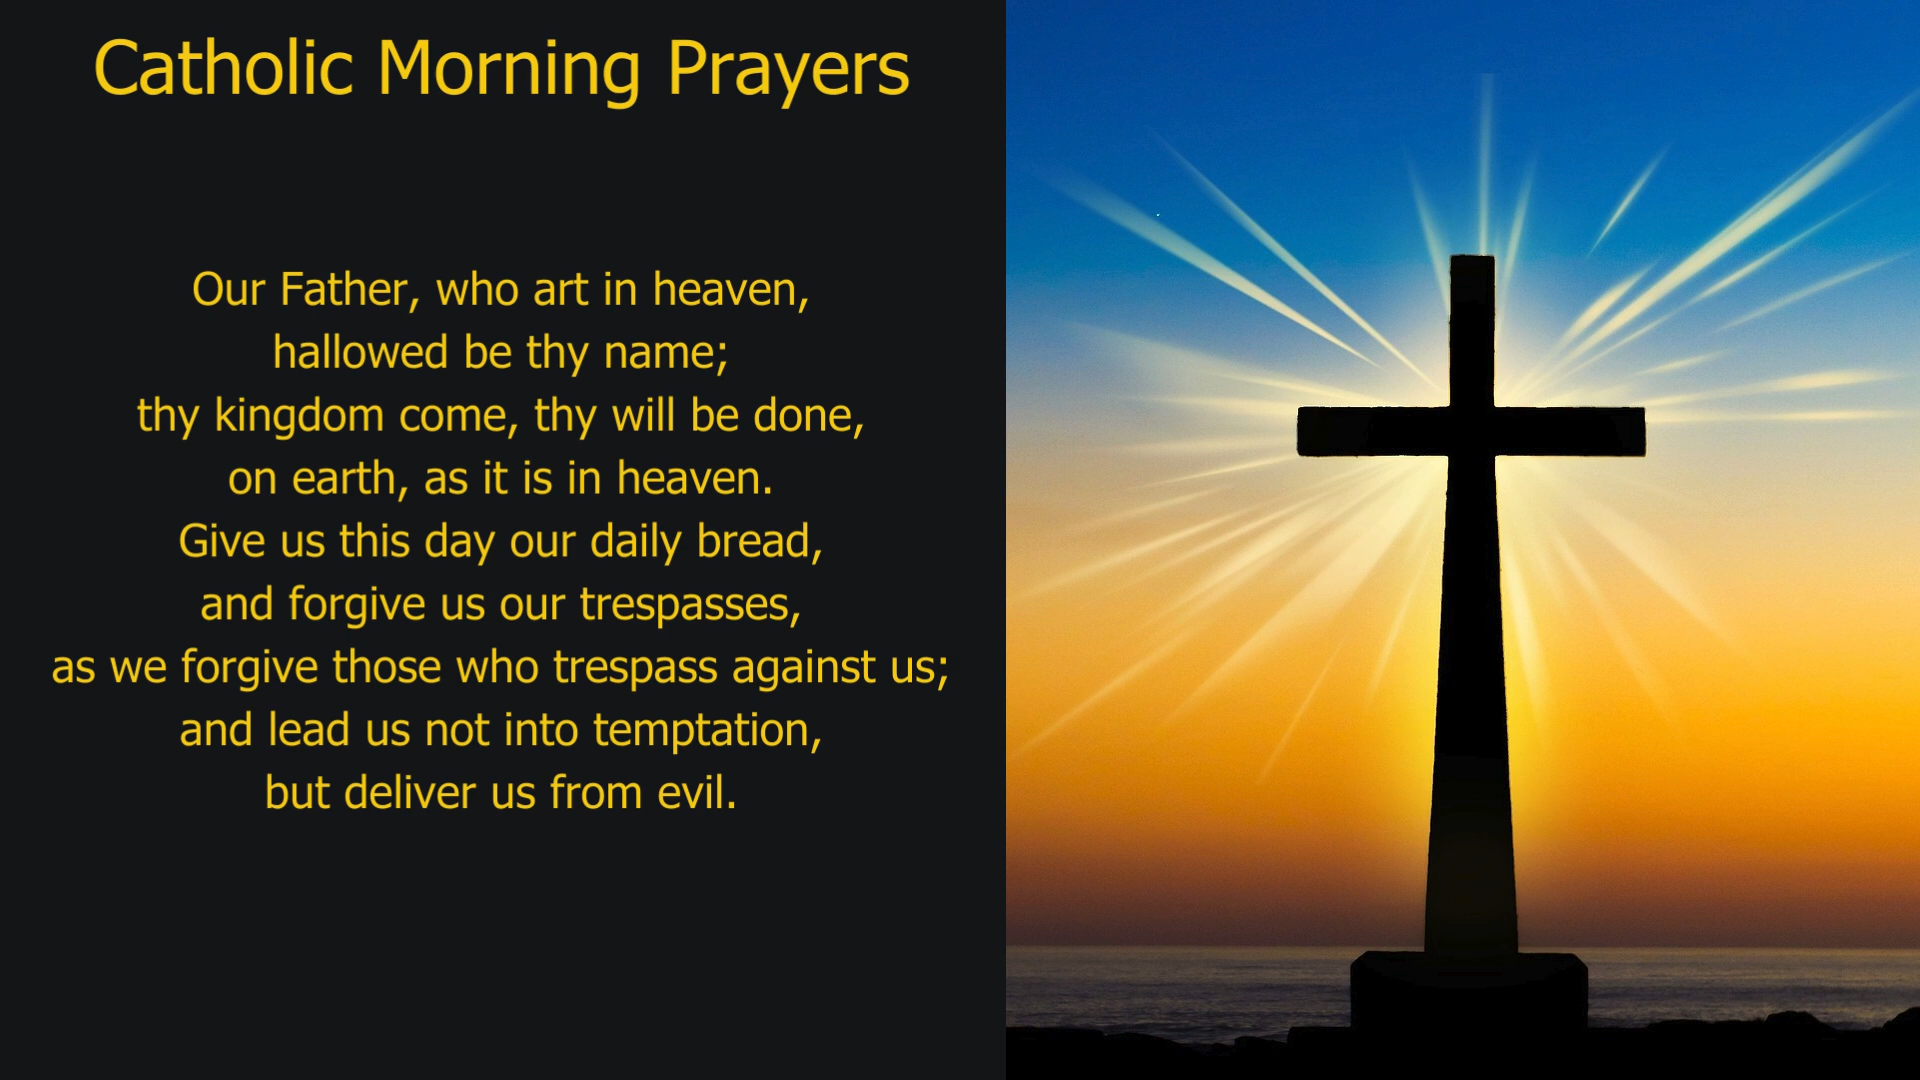 Catholic Morning Prayers
Our Father, who art in heaven,
hallowed be thy name;
thy kingdom come, thy will be done,
on earth, as it is in heaven.
Give us this day our daily bread,
and forgive us our trespasses,
as we forgive those who trespass against us;
and lead us not into temptation,
but deliver us from evil.